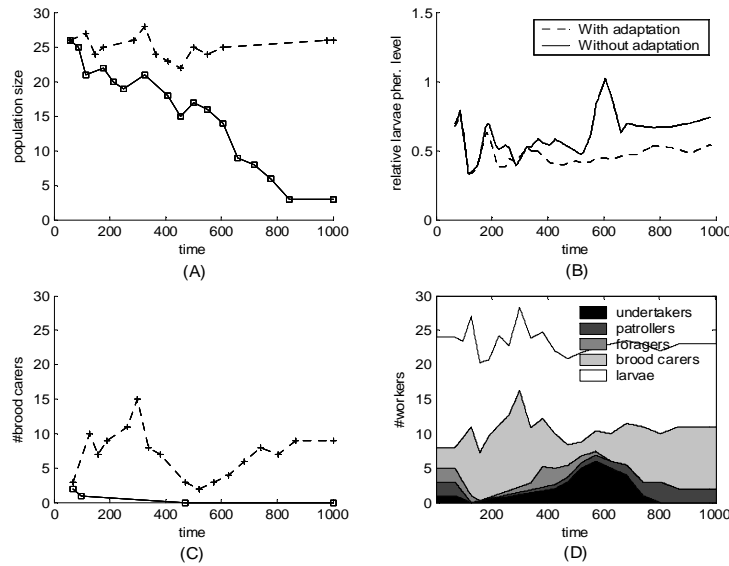 30
25
20
15
10
5
0
population size
0 200 400 600 800 1000
time
(A)
1.5
1
0.5
0
relative larvae pher. level
With adaptation
Without adaptation
0 200 400 600 800 1000
time
(B)
30
25
20
15
10
5
0
#brood carers
0 200 400 600 800 1000
time
(C)
30
25
20
15
10
5
0
#workers
undertakers
patrollers
foragers
brood carers
larvae
200 400 600 800 1000
time
(D)